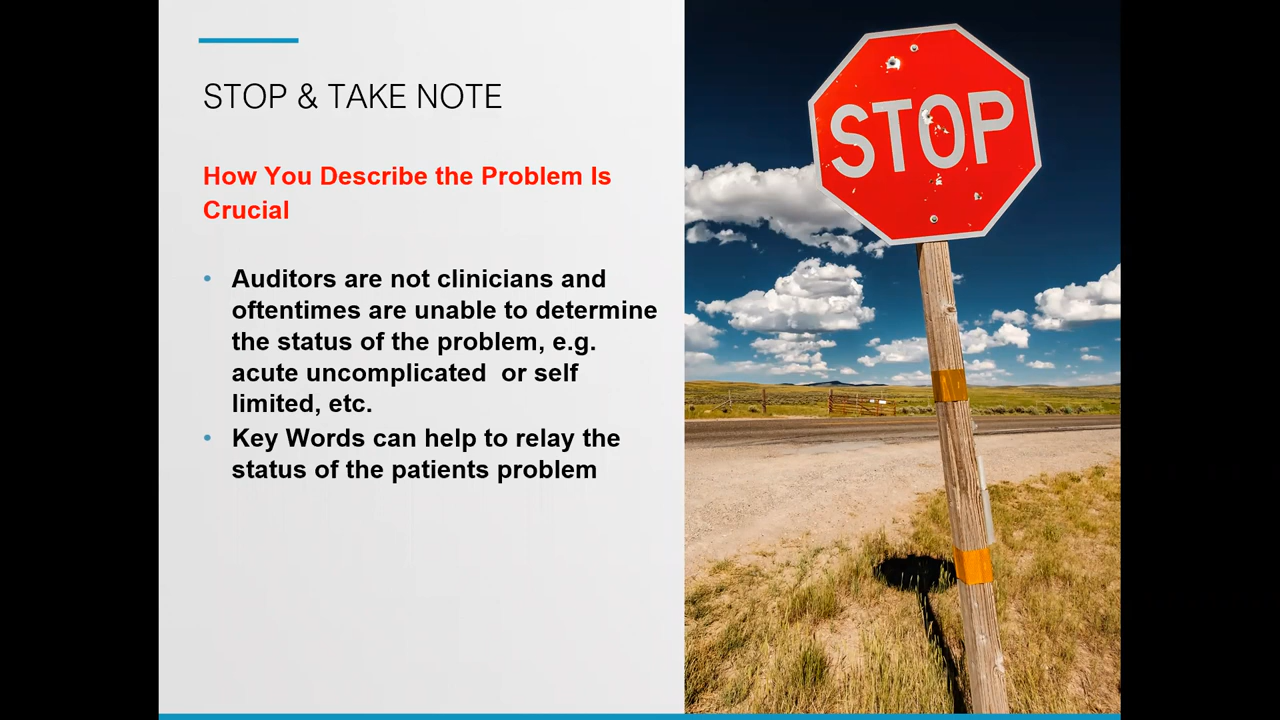 STOP & TAKE NOTE
How You Describe the Problem Is
Crucial
• Auditors are not clinicians and
oftentimes are unable to determine
the status of the problem, e.g.
acute uncomplicated  or self
limited, etc.
• Key Words can help to relay the
status of the patients problem
STOP